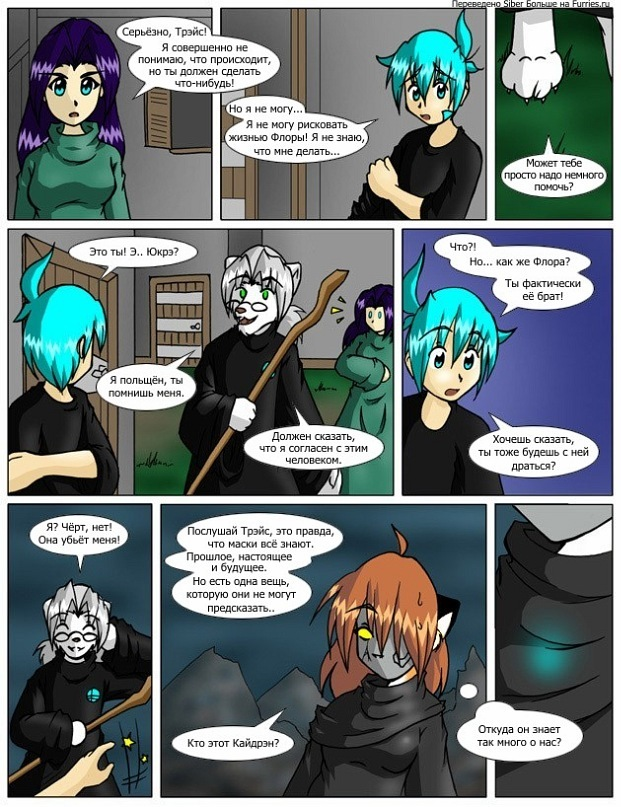 Переведено Siber Больше на Furries.ru
Серьёзно, Трэйс!
Я совершенно не
понимаю, что происходит,
но ты должен сделать
что-нибудь!
Но я не могу...
Я не могу рисковать
жизнью Флоры! Я не знаю,
что мне делать...
Может тебе
просто надо немного
помочь?
Это ты! Э.. Юкрэ?
Я польщён, ты
помнишь меня.
Должен сказать,
что я согласен с этим
человеком.
Что?!
Но... как же Флора?
Ты фактически
её брат!
Хочешь сказать,
ты тоже будешь с ней
драться?
Я? Чёрт, нет!
Она убьёт меня!
Послушай Трэйс, это правда,
что маски всё знают.
Прошлое, настоящее
и будущее.
Но есть одна вещь,
которую они не могут
предсказать..
Кто этот Кайдрэн?
Откуда он знает
так много о нас?